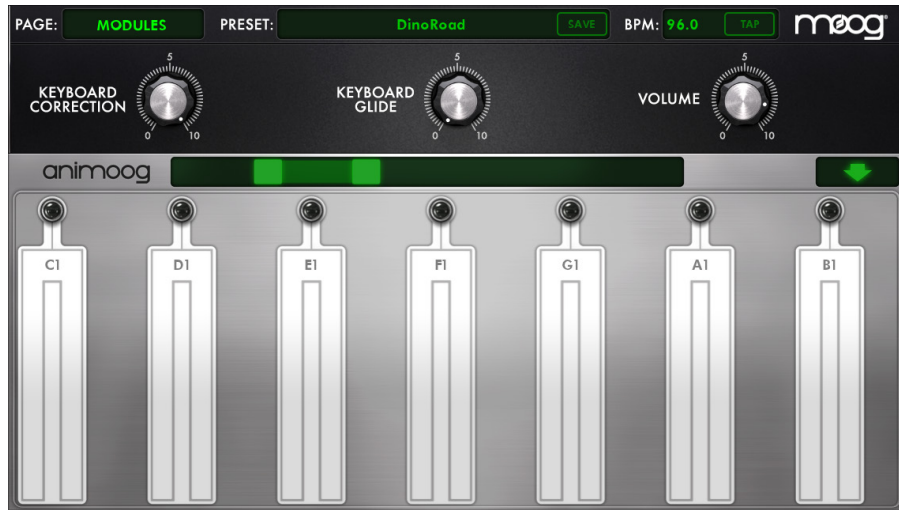 PAGE: MODULES PRESET: DinoRoad SAVE BPM: 96.0 TAP moog
5 5 5
KEYBOARD CORRECTION KEYBOARD GLIDE VOLUME
0 10 0 10 0 10
animoog
C1 D1 E1 F1 G1 A1 B1